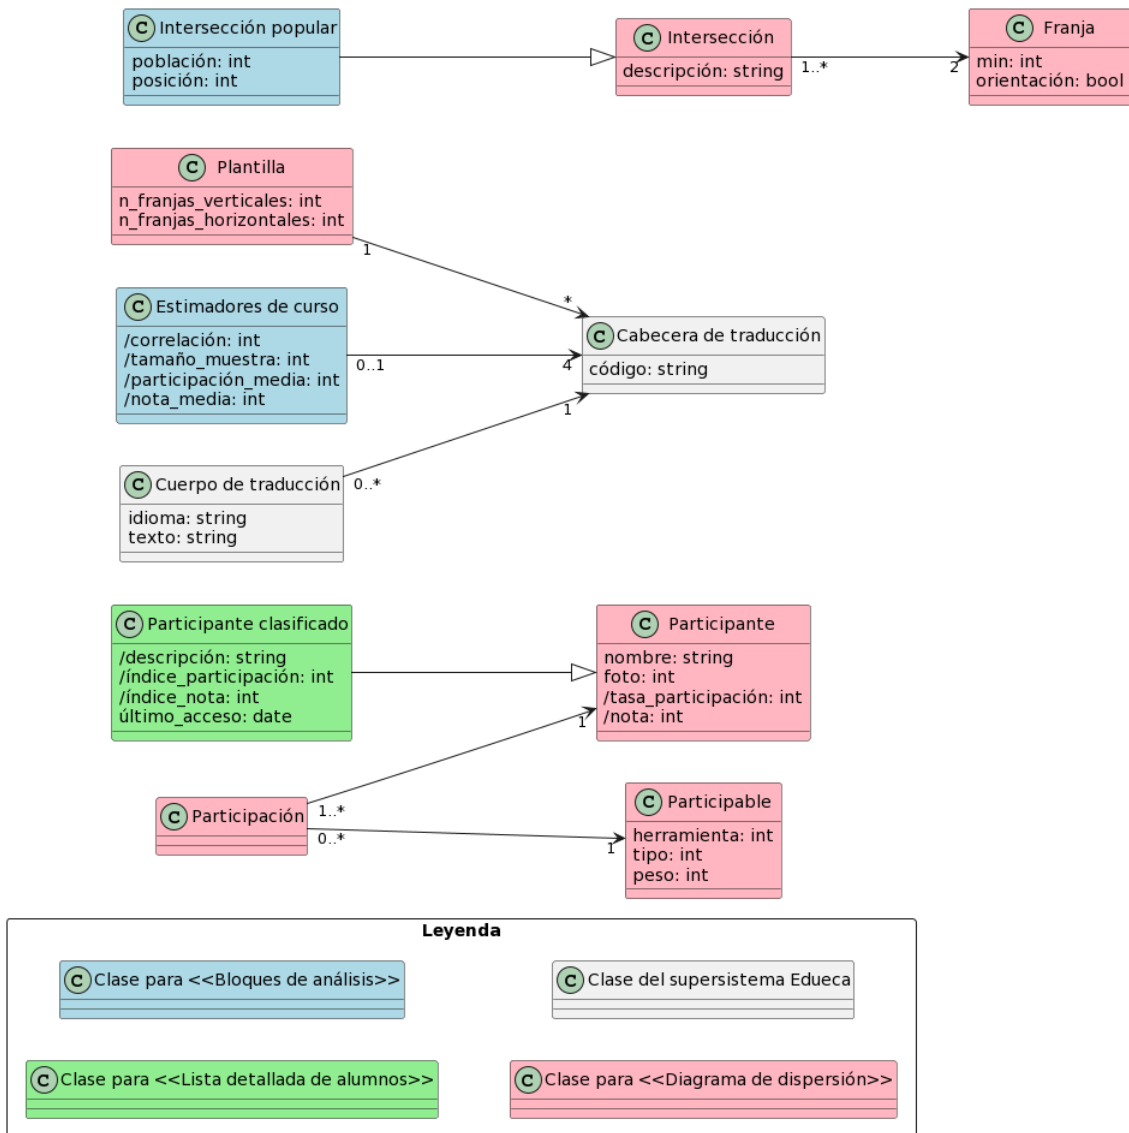 C Intersección popular
población: int
posición: int
C Intersección
descripción: string
1..*
2
C Franja
min: int
orientación: bool
C Plantilla
n_franjas_verticales: int
n_franjas_horizontales: int
1
*
C Estimadores de curso
/correlación: int
/tamaño_muestra: int
/participación_media: int
/nota_media: int
0..1
4
C Cabecera de traducción
código: string
C Cuerpo de traducción
idioma: string
texto: string
0..*
1
C Participante clasificado
/descripción: string
/índice_participación: int
/índice_nota: int
último_acceso: date
C Participante
nombre: string
foto: int
/tasa_participación: int
/nota: int
C Participación
1..*
1
0..*
1
C Participable
herramienta: int
tipo: int
peso: int
Leyenda
C Clase para <<Bloques de análisis>>
C Clase del supersistema Edueca
C Clase para <<Lista detallada de alumnos>>
C Clase para <<Diagrama de dispersión>>